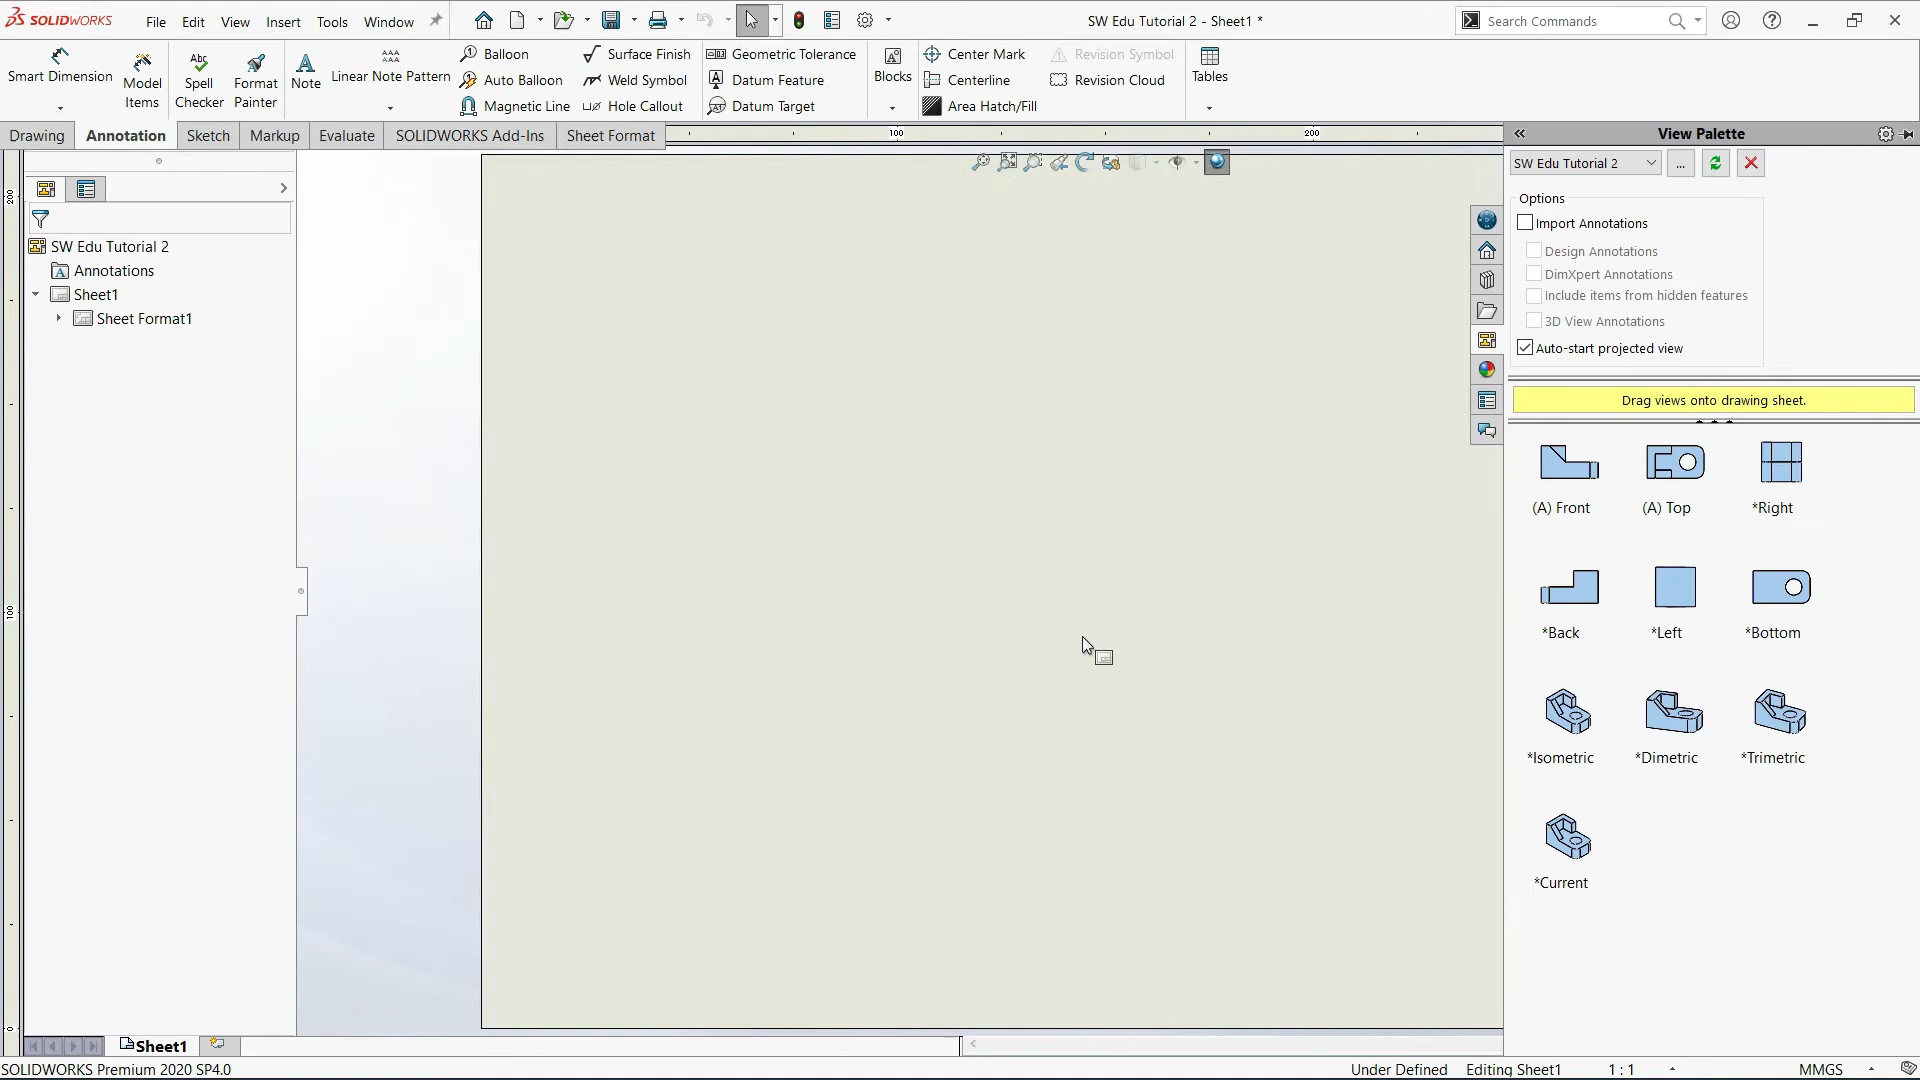 SOLIDWORKS File Edit View Insert Tools Window SW Edu Tutorial 2 - Sheet1 * Search Commands
Smart Dimension
Model Items
Spell Checker
Format Painter
Note
Linear Note Pattern
Balloon
Auto Balloon
Magnetic Line
Surface Finish
Weld Symbol
Hole Callout
Geometric Tolerance
Datum Feature
Datum Target
Blocks
Center Mark
Centerline
Area Hatch/Fill
Revision Symbol
Revision Cloud
Tables
Drawing Annotation Sketch Markup Evaluate SOLIDWORKS Add-Ins Sheet Format
100 200
200
100
0
SW Edu Tutorial 2
Annotations
Sheet1
Sheet Format1
View Palette
SW Edu Tutorial 2 ...
Options
Import Annotations
Design Annotations
DimXpert Annotations
Include items from hidden features
3D View Annotations
Auto-start projected view
Drag views onto drawing sheet.
(A) Front (A) Top *Right
*Back *Left *Bottom
*Isometric *Dimetric *Trimetric
*Current
Sheet1
SOLIDWORKS Premium 2020 SP4.0 Under Defined Editing Sheet1 1 : 1 MMGS